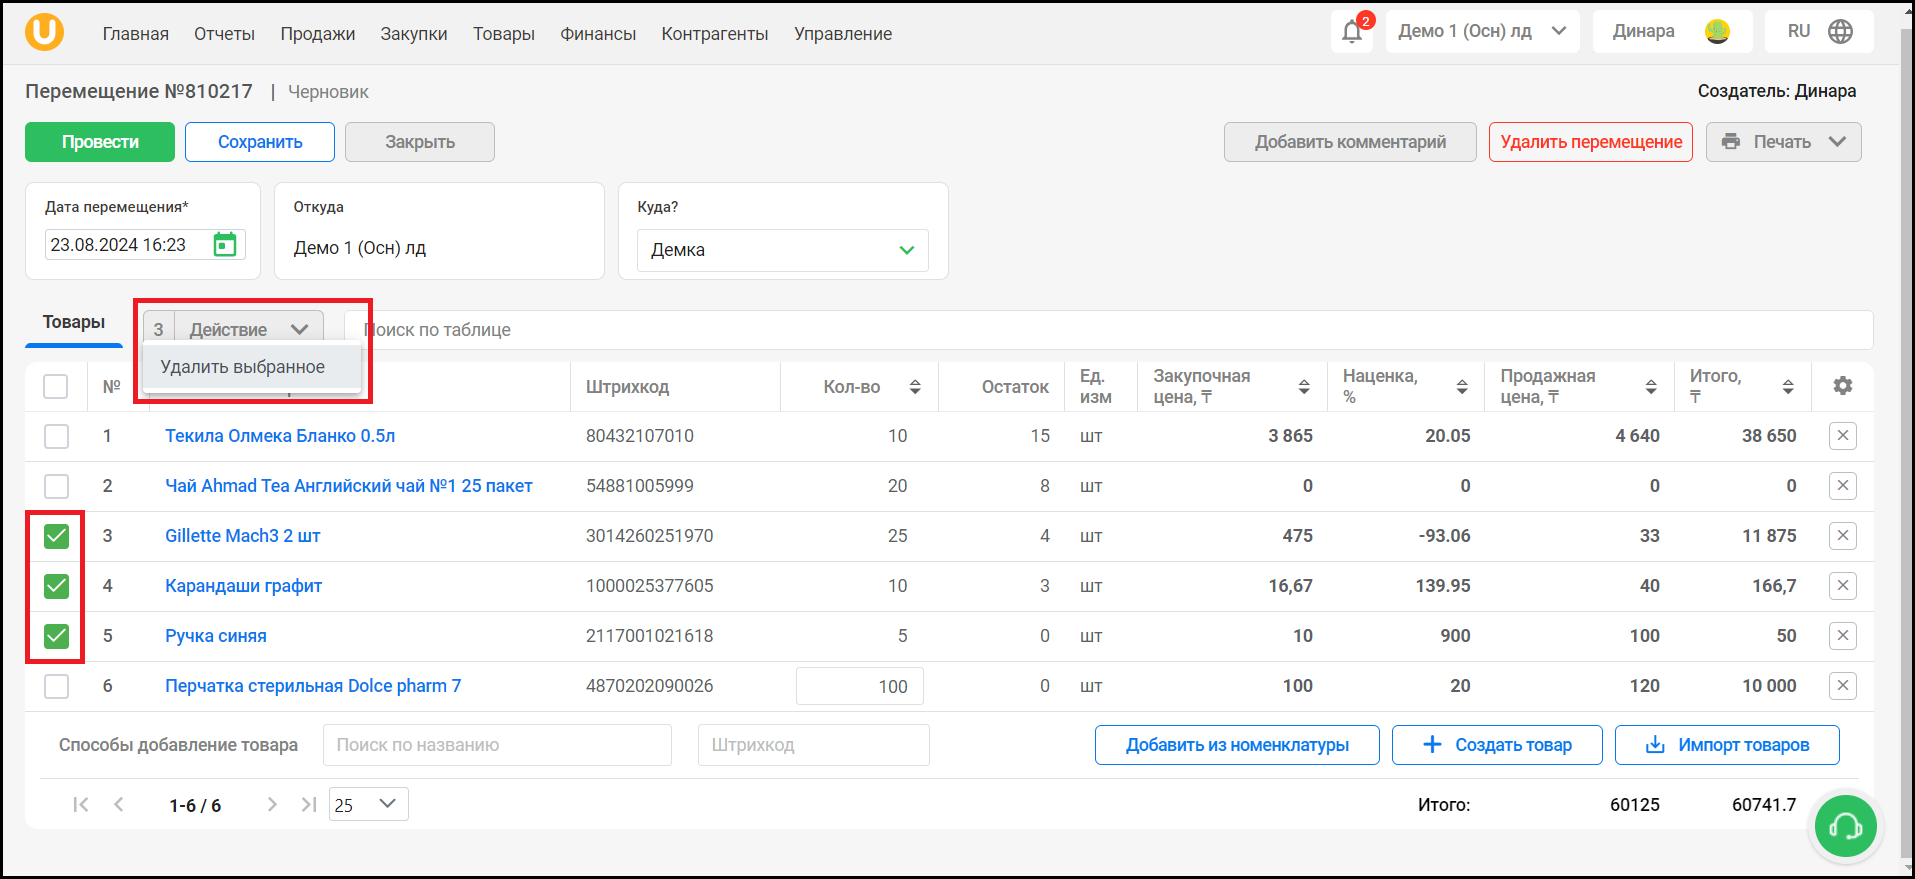 U Главная Отчеты Продажи Закупки Товары Финансы Контрагенты Управление 2 Демо 1 (Осн) лд Динара RU
Перемещение №810217 | Черновик Создатель: Динара
Провести Сохранить Закрыть Добавить комментарий Удалить перемещение Печать
Дата перемещения* Откуда Куда?
23.08.2024 16:23 Демо 1 (Осн) лд Демка
Товары 3 Действие Поиск по таблице
Удалить выбранное
№ Штрихкод Кол-во Остаток Ед. изм Закупочная цена, ₸ Наценка, % Продажная цена, ₸ Итого, ₸
1 Текила Олмека Бланко 0.5л 80432107010 10 15 шт 3 865 20.05 4 640 38 650
2 Чай Ahmad Tea Английский чай №1 25 пакет 54881005999 20 8 шт 0 0 0 0
3 Gillette Mach3 2 шт 3014260251970 25 4 шт 475 -93.06 33 11 875
4 Карандаши графит 1000025377605 10 3 шт 16,67 139.95 40 166,7
5 Ручка синяя 2117001021618 5 0 шт 10 900 100 50
6 Перчатка стерильная Dolce pharm 7 4870202090026 100 0 шт 100 20 120 10 000
Способы добавление товара Поиск по названию Штрихкод Добавить из номенклатуры Создать товар Импорт товаров
1-6 / 6 25 Итого: 60125 60741.7